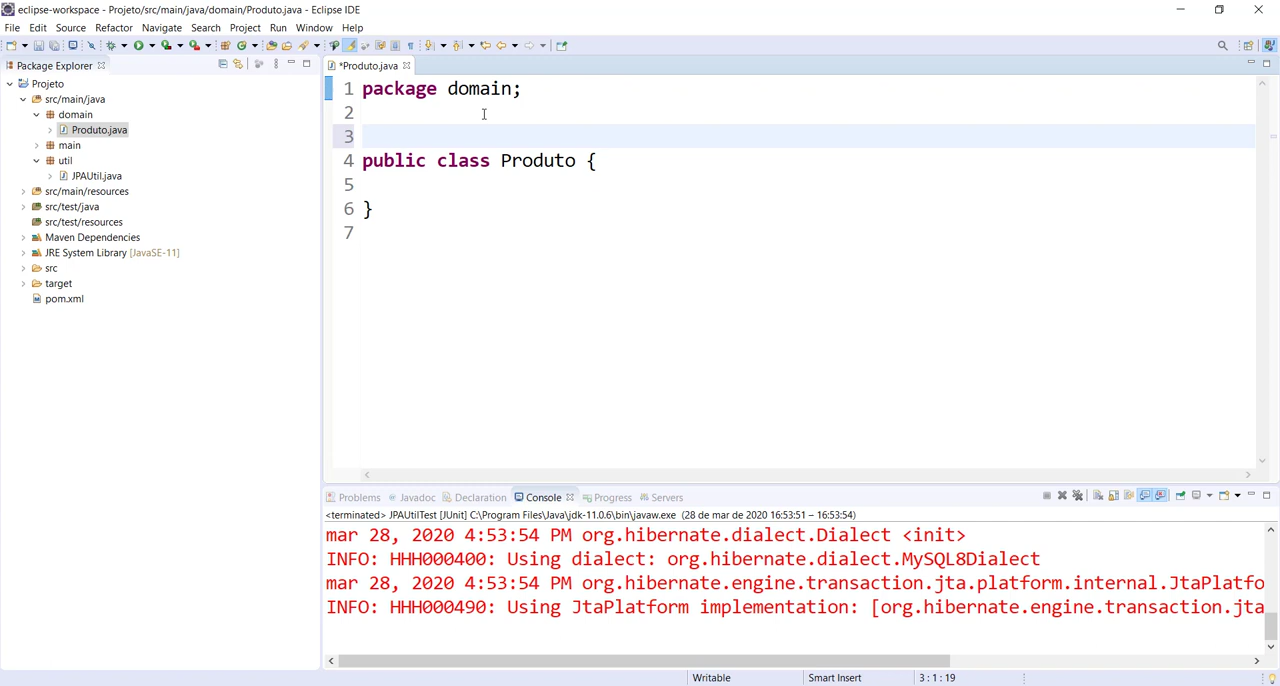 eclipse-workspace - Projeto/src/main/java/domain/Produto.java - Eclipse IDE
File Edit Source Refactor Navigate Search Project Run Window Help
Package Explorer
*Produto.java
Projeto
src/main/java
domain
Produto.java
main
util
JPAUtil.java
src/main/resources
src/test/java
src/test/resources
Maven Dependencies
JRE System Library [JavaSE-11]
src
target
pom.xml
1 package domain;
2
3
4 public class Produto {
5
6 }
7
Problems Javadoc Declaration Console Progress Servers
<terminated> JPAUtilTest [JUnit] C:\Program Files\Java\jdk-11.0.6\bin\javaw.exe (28 de mar de 2020 16:53:51 – 16:53:54)
mar 28, 2020 4:53:54 PM org.hibernate.dialect.Dialect <init>
INFO: HHH000400: Using dialect: org.hibernate.dialect.MySQL8Dialect
mar 28, 2020 4:53:54 PM org.hibernate.engine.transaction.jta.platform.internal.JtaPlatfo
INFO: HHH000490: Using JtaPlatform implementation: [org.hibernate.engine.transaction.jta
Writable Smart Insert 3 : 1 : 19